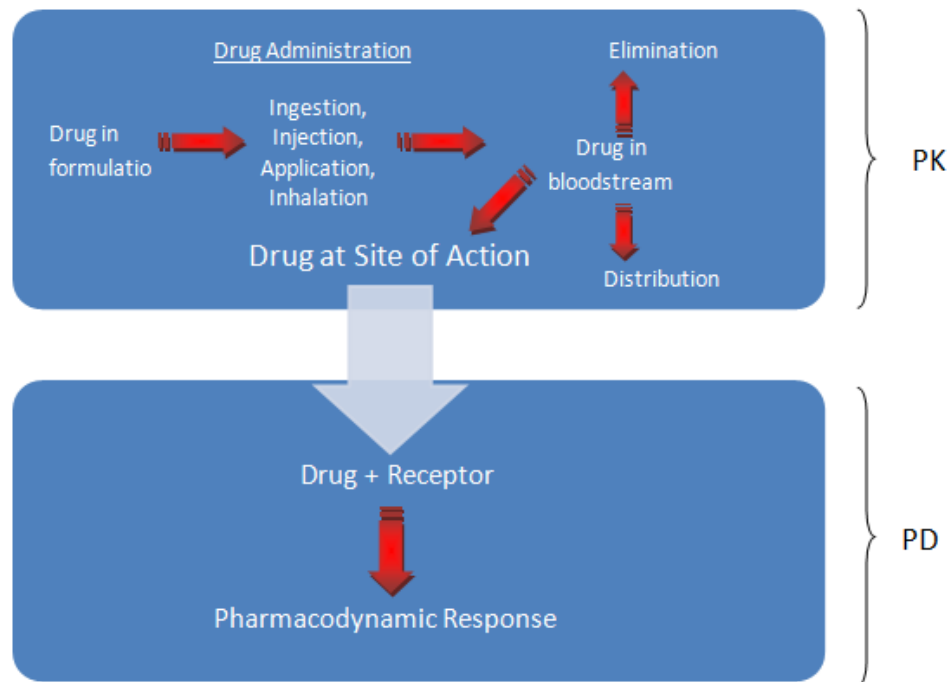 Drug Administration
Elimination
Drug in
formulatio
Ingestion,
Injection,
Application,
Inhalation
Drug in
bloodstream
PK
Drug at Site of Action
Distribution
Drug + Receptor
PD
Pharmacodynamic Response